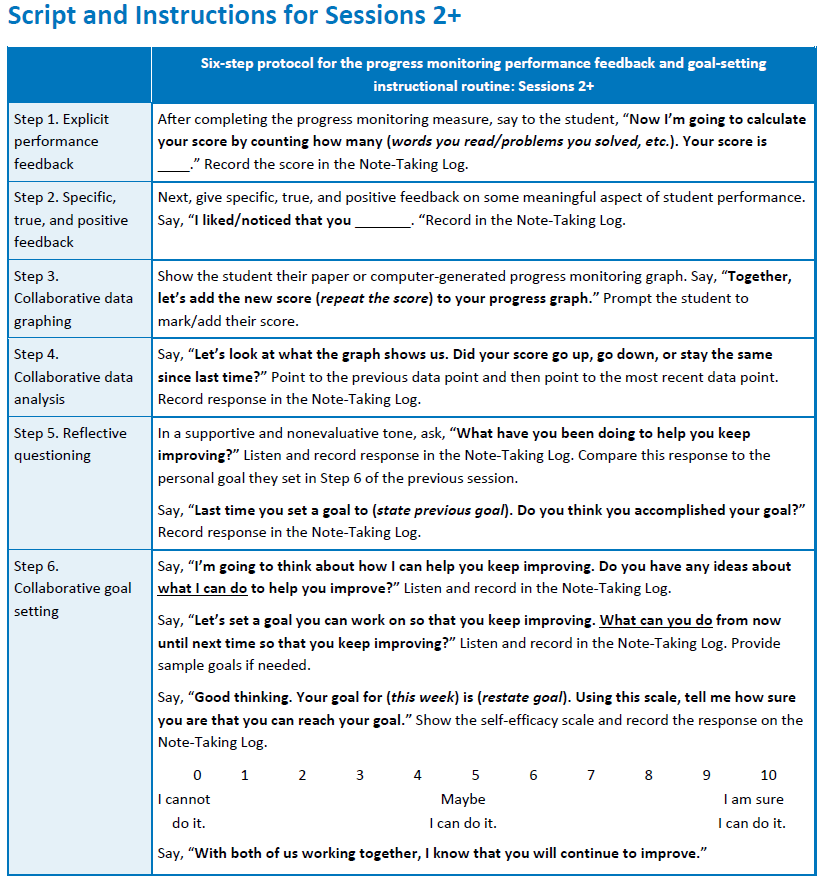 Script and Instructions for Sessions 2+
Six-step protocol for the progress monitoring performance feedback and goal-setting
instructional routine: Sessions 2+
Step 1. Explicit
performance
feedback
After completing the progress monitoring measure, say to the student, “Now I’m going to calculate
your score by counting how many (words you read/problems you solved, etc.). Your score is
____.” Record the score in the Note-Taking Log.
Step 2. Specific,
true, and positive
feedback
Next, give specific, true, and positive feedback on some meaningful aspect of student performance.
Say, “I liked/noticed that you _______. “Record in the Note-Taking Log.
Step 3.
Collaborative data
graphing
Show the student their paper or computer-generated progress monitoring graph. Say, “Together,
let’s add the new score (repeat the score) to your progress graph.” Prompt the student to
mark/add their score.
Step 4.
Collaborative data
analysis
Say, “Let’s look at what the graph shows us. Did your score go up, go down, or stay the same
since last time?” Point to the previous data point and then point to the most recent data point.
Record response in the Note-Taking Log.
Step 5. Reflective
questioning
In a supportive and nonevaluative tone, ask, “What have you been doing to help you keep
improving?” Listen and record response in the Note-Taking Log. Compare this response to the
personal goal they set in Step 6 of the previous session.
Say, “Last time you set a goal to (state previous goal). Do you think you accomplished your goal?”
Record response in the Note-Taking Log.
Step 6.
Collaborative goal
setting
Say, “I’m going to think about how I can help you keep improving. Do you have any ideas about
what I can do to help you improve?” Listen and record in the Note-Taking Log.
Say, “Let’s set a goal you can work on so that you keep improving. What can you do from now
until next time so that you keep improving?” Listen and record in the Note-Taking Log. Provide
sample goals if needed.
Say, “Good thinking. Your goal for (this week) is (restate goal). Using this scale, tell me how sure
you are that you can reach your goal.” Show the self-efficacy scale and record the response on the
Note-Taking Log.
0 1 2 3 4 5 6 7 8 9 10
I cannot Maybe I am sure
do it. I can do it. I can do it.
Say, “With both of us working together, I know that you will continue to improve.”